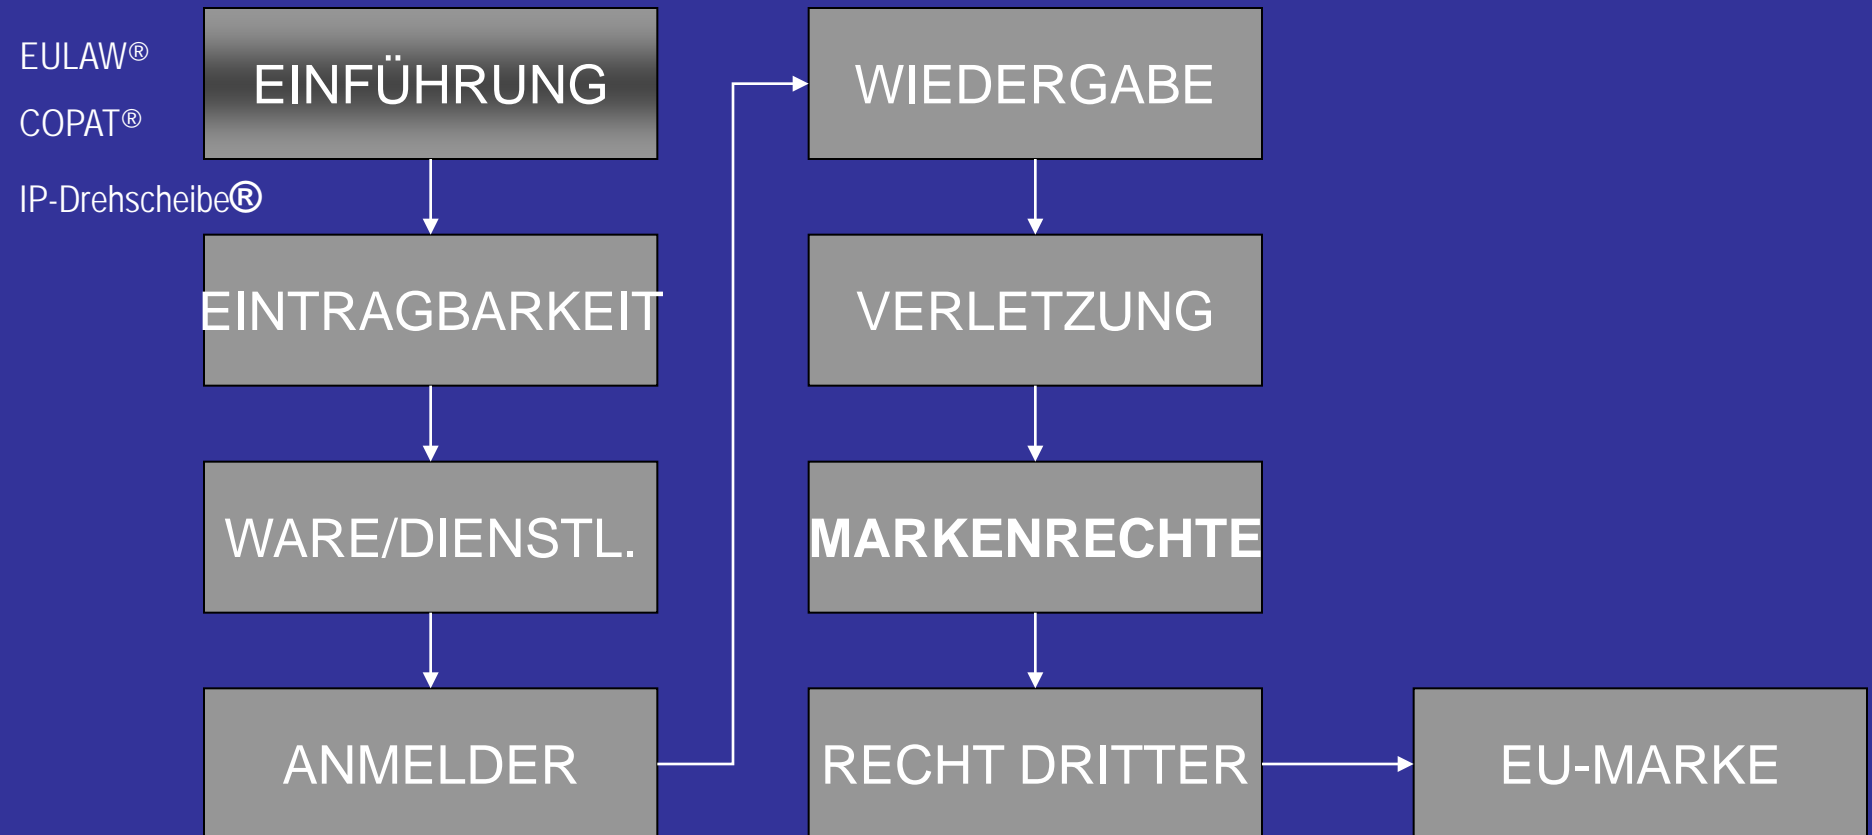 EULAW®
COPAT®
IP-Drehscheibe®
EINFÜHRUNG
EINTRAGBARKEIT
WARE/DIENSTL.
ANMELDER
WIEDERGABE
VERLETZUNG
MARKENRECHTE
RECHT DRITTER
EU-MARKE